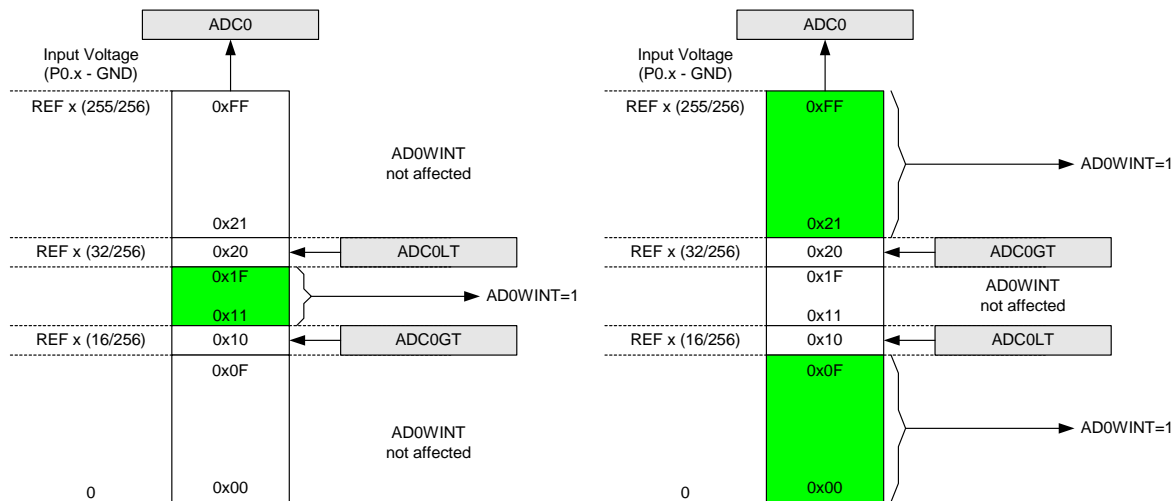 ADC0
Input Voltage
(P0.x - GND)
REF x (255/256)
0xFF
AD0WINT
not affected
0x21
REF x (32/256)
0x20
ADC0LT
0x1F
AD0WINT=1
0x11
REF x (16/256)
0x10
ADC0GT
0x0F
AD0WINT
not affected
0
0x00
ADC0
Input Voltage
(P0.x - GND)
REF x (255/256)
0xFF
AD0WINT=1
0x21
REF x (32/256)
0x20
ADC0GT
0x1F
AD0WINT
not affected
0x11
REF x (16/256)
0x10
ADC0LT
0x0F
AD0WINT=1
0
0x00